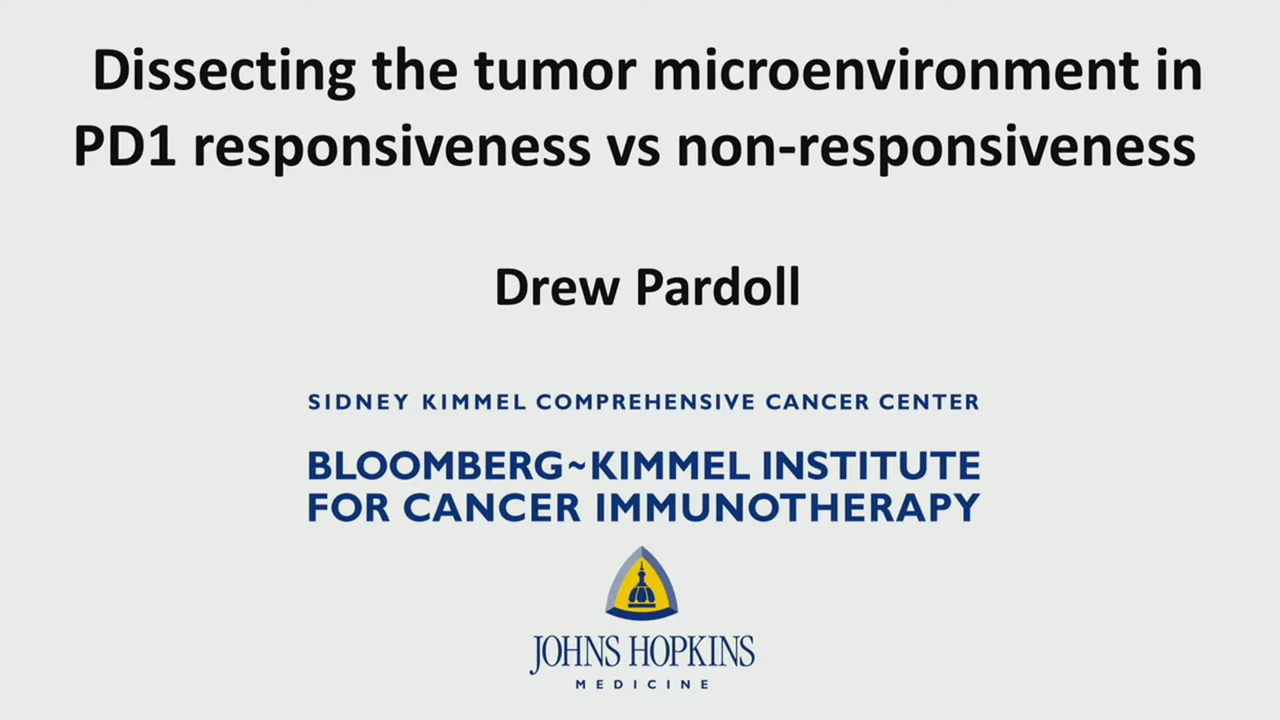 Dissecting the tumor microenvironment in
PD1 responsiveness vs non-responsiveness
Drew Pardoll
SIDNEY KIMMEL COMPREHENSIVE CANCER CENTER
BLOOMBERG~KIMMEL INSTITUTE
FOR CANCER IMMUNOTHERAPY
JOHNS HOPKINS
MEDICINE